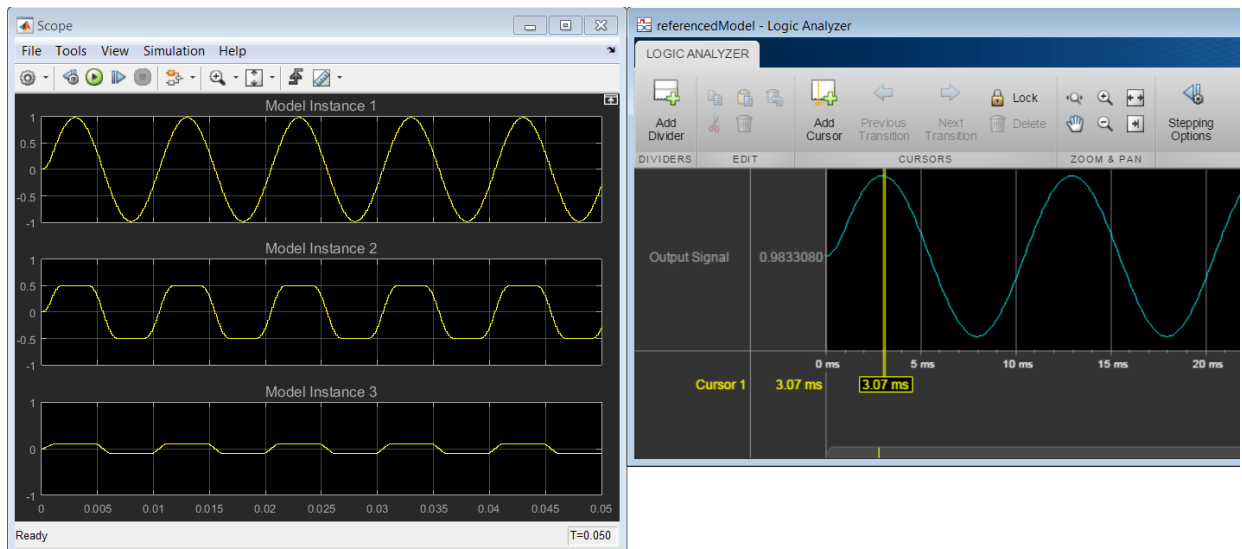 Scope
File Tools View Simulation Help
Model Instance 1
1
0.5
0
-0.5
-1
Model Instance 2
1
0.5
0
-0.5
-1
Model Instance 3
1
0
-1
0 0.005 0.01 0.015 0.02 0.025 0.03 0.035 0.04 0.045 0.05
Ready T=0.050
referencedModel - Logic Analyzer
LOGIC ANALYZER
Add Divider
Add Cursor
Previous Transition
Next Transition
Lock
Delete
Stepping Options
DIVIDERS EDIT CURSORS ZOOM & PAN
Output Signal 0.9833080
0 ms 5 ms 10 ms 15 ms 20 ms
Cursor 1 3.07 ms 3.07 ms